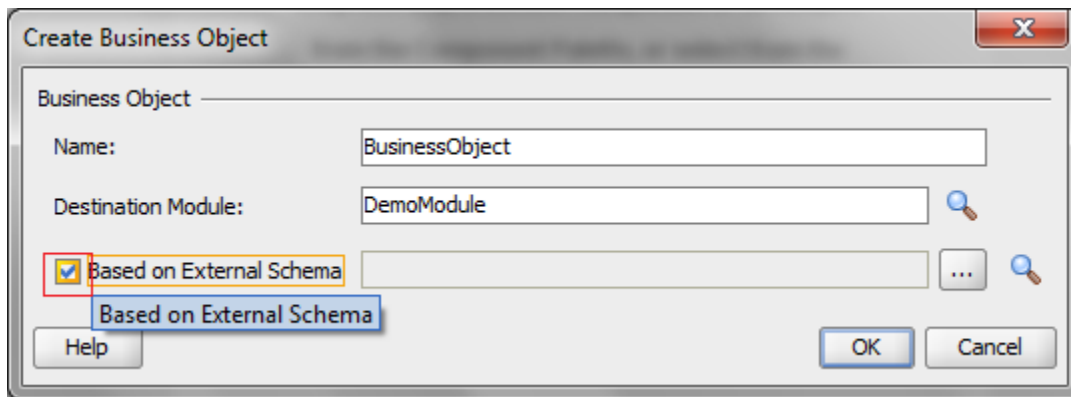 Create Business Object
Business Object
Name: BusinessObject
Destination Module: DemoModule
Based on External Schema ...
Based on External Schema
Help OK Cancel